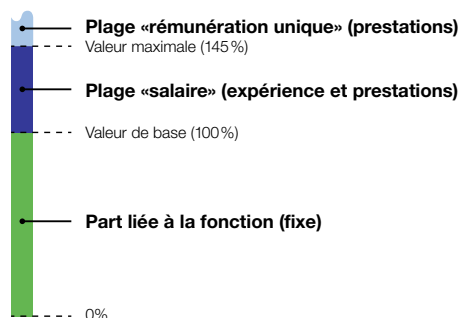 Plage «rémunération unique» (prestations)
Valeur maximale (145 %)
Plage «salaire» (expérience et prestations)
Valeur de base (100 %)
Part liée à la fonction (fixe)
0%